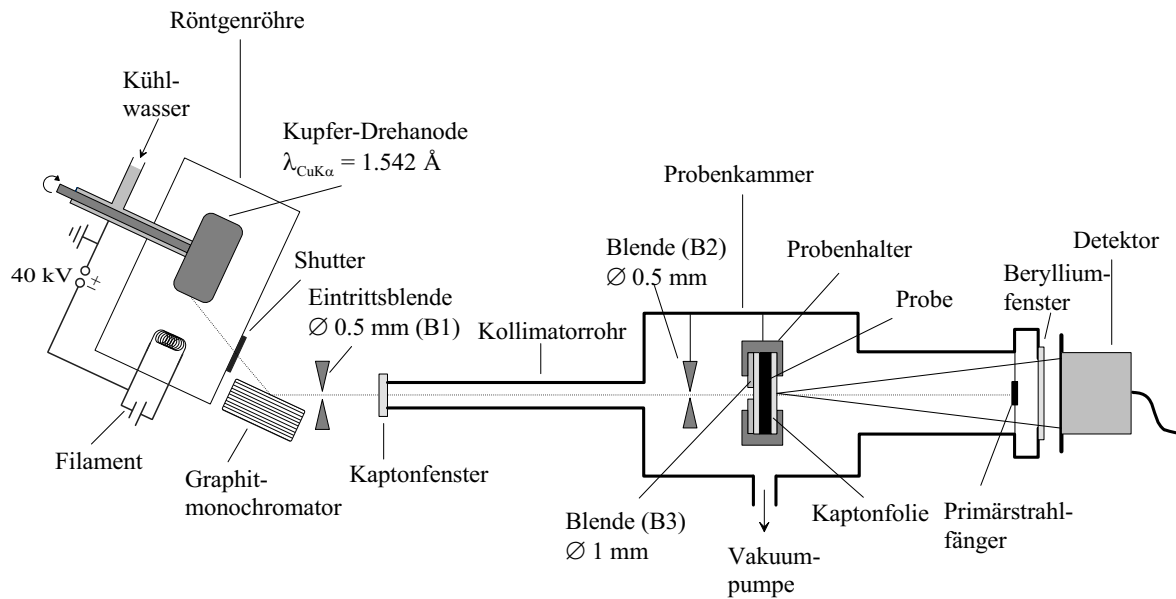 Röntgenröhre
Kühl-
wasser
Kupfer-Drehanode
λCuKα = 1.542 Å
40 kV
+
−
Shutter
Eintrittsblende
∅ 0.5 mm (B1)
Kollimatorrohr
Filament
Graphit-
monochromator
Kaptonfenster
Probenkammer
Blende (B2)
∅ 0.5 mm
Probenhalter
Probe
Detektor
Beryllium-
fenster
Blende (B3)
∅ 1 mm
Vakuum-
pumpe
Kaptonfolie
Primärstrahl-
fänger